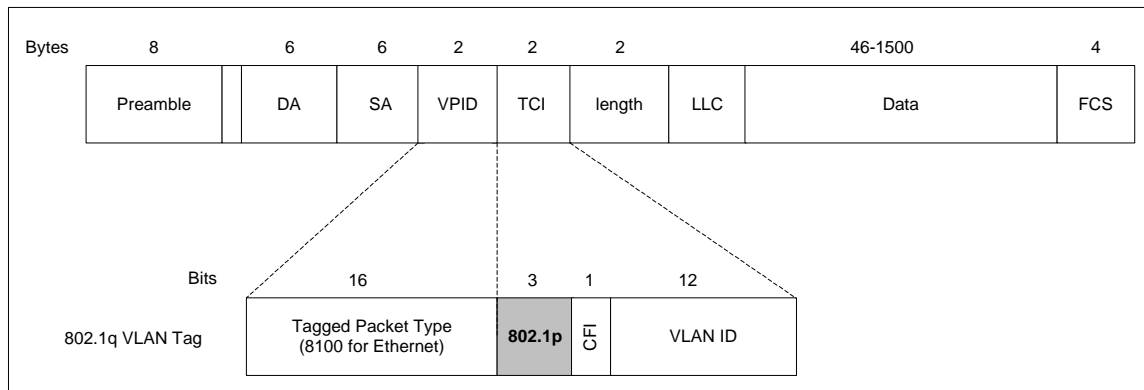 Bytes 8 6 6 2 2 2 46-1500 4
Preamble DA SA VPID TCI length LLC Data FCS
Bits 16 3 1 12
802.1q VLAN Tag
Tagged Packet Type
(8100 for Ethernet)
802.1p
CFI
VLAN ID